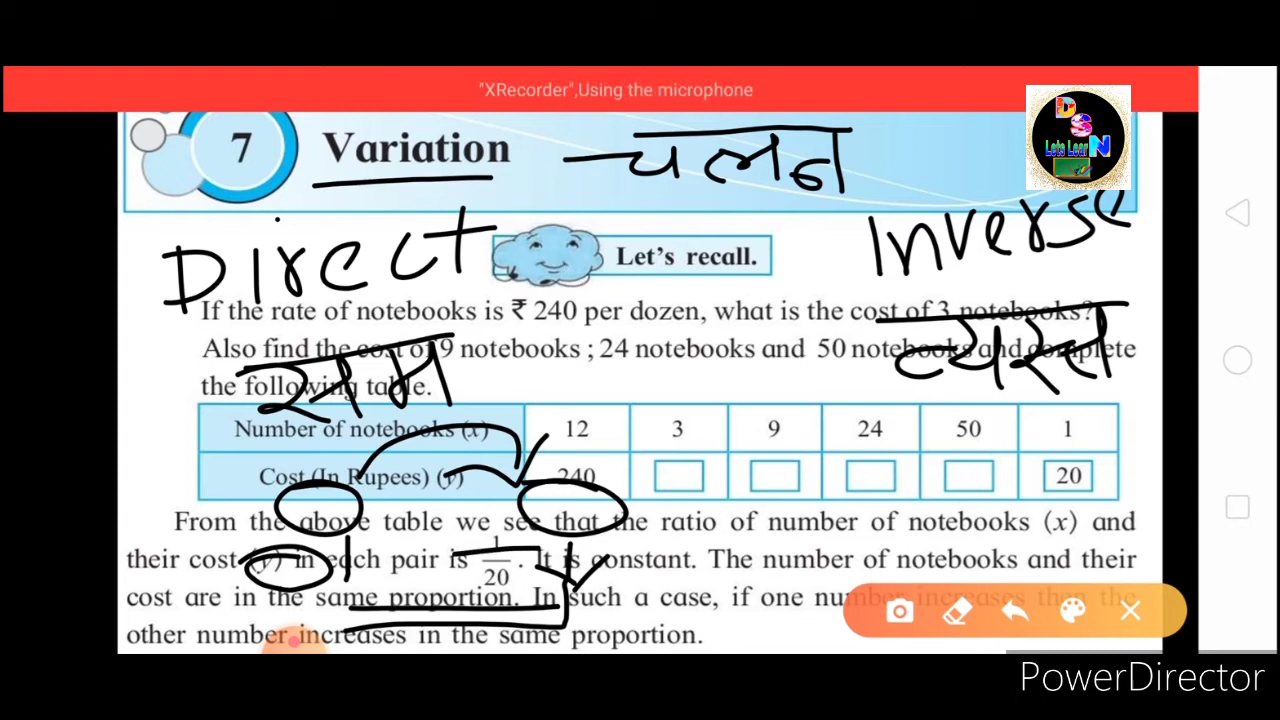 "XRecorder",Using the microphone
7 Variation चलन
DSN
Lets Learn
Direct Inverse
Let's recall.
If the rate of notebooks is ₹ 240 per dozen, what is the cost of 3 notebooks?
Also find the cost of 9 notebooks ; 24 notebooks and 50 notebooks and complete
the following table.
सम व्यस्त
Number of notebooks (x) 12 3 9 24 50 1
Cost (In Rupees) (y) 240 20
From the above table we see that the ratio of number of notebooks (x) and
their cost (y) in each pair is 1/20. It is constant. The number of notebooks and their
cost are in the same proportion. In such a case, if one number increases then the
other number increases in the same proportion.
PowerDirector